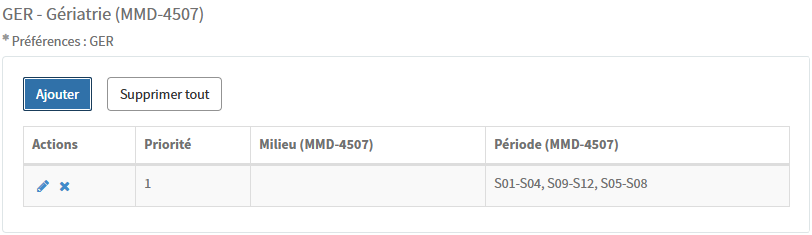 GER - Gériatrie (MMD-4507)
* Préférences : GER
Ajouter Supprimer tout
Actions Priorité Milieu (MMD-4507) Période (MMD-4507)
1 S01-S04, S09-S12, S05-S08